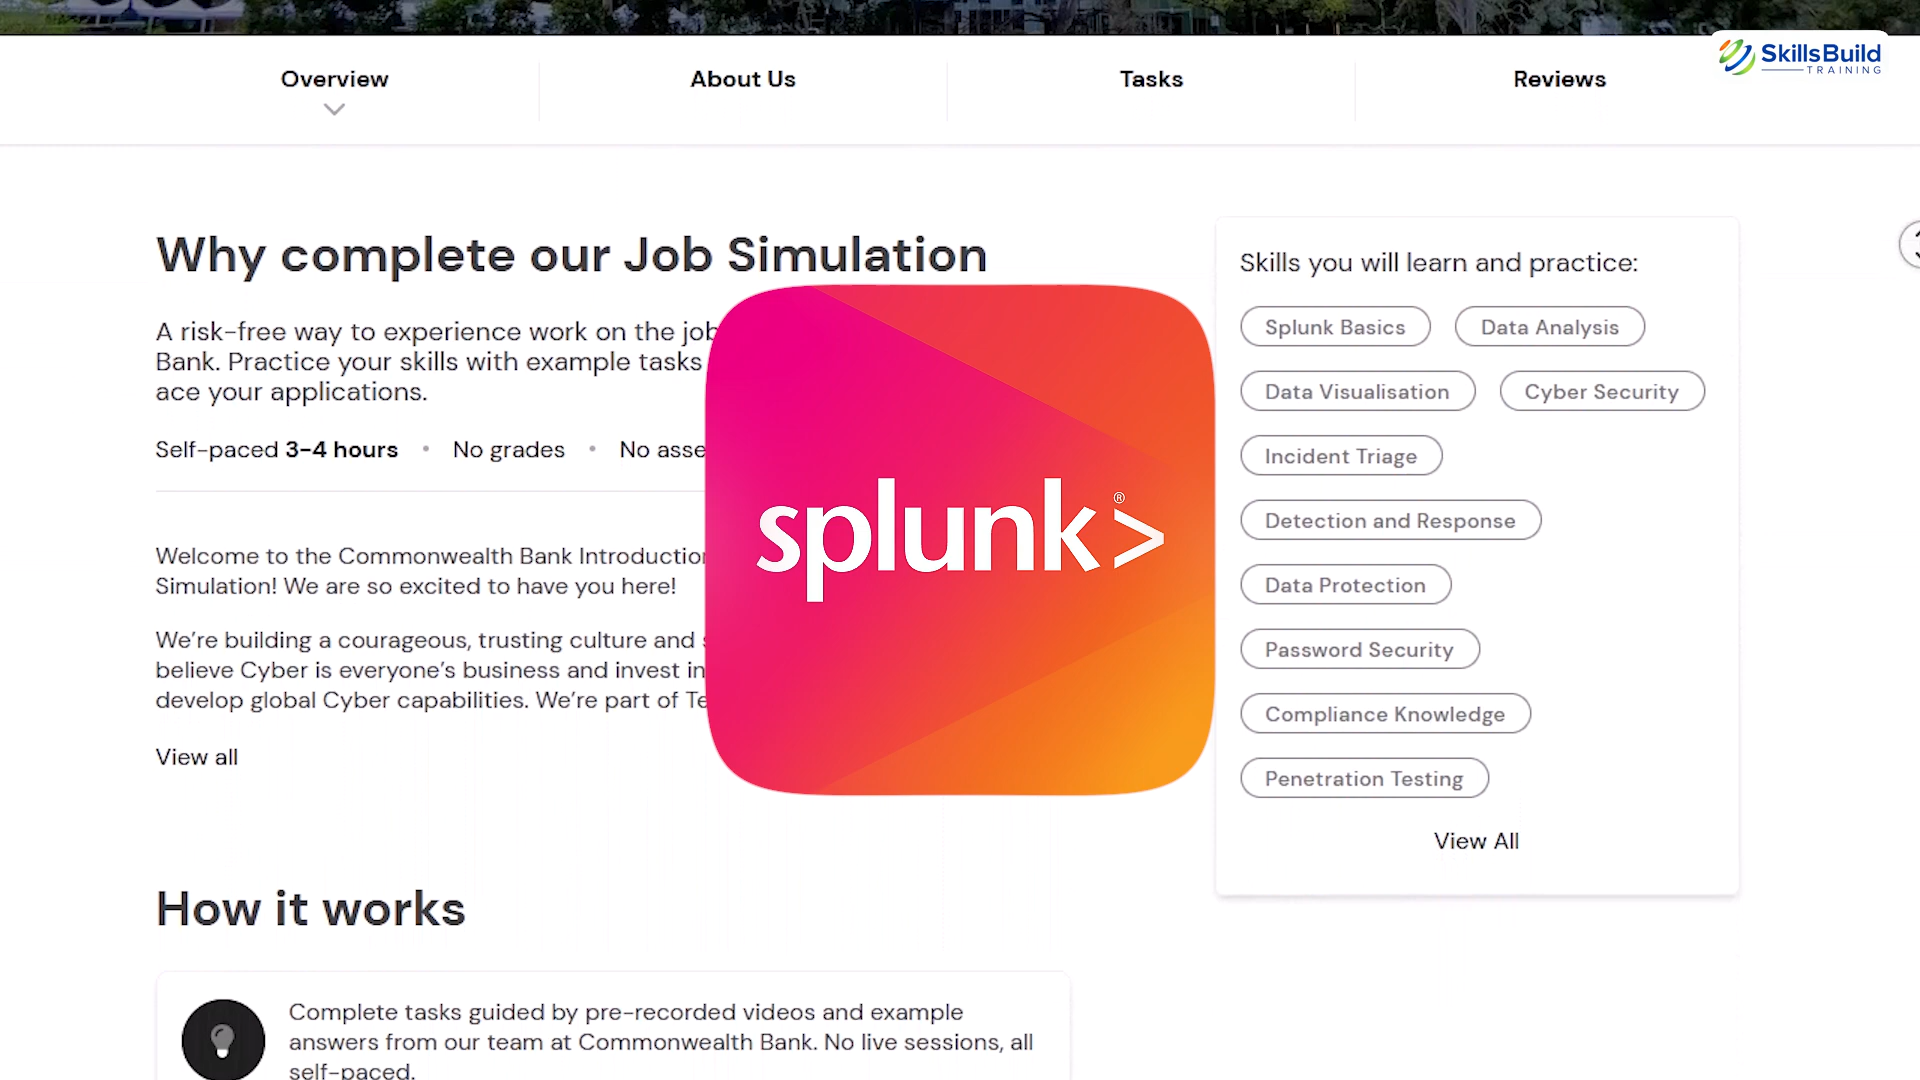 Overview
About Us
Tasks
Reviews
SkillsBuild
TRAINING
Why complete our Job Simulation
A risk-free way to experience work on the job
Bank. Practice your skills with example tasks
ace your applications.
Self-paced 3-4 hours • No grades • No asse
Welcome to the Commonwealth Bank Introduction
Simulation! We are so excited to have you here!
We're building a courageous, trusting culture and
believe Cyber is everyone's business and invest in
develop global Cyber capabilities. We're part of Te
View all
splunk>®
Skills you will learn and practice:
Splunk Basics
Data Analysis
Data Visualisation
Cyber Security
Incident Triage
Detection and Response
Data Protection
Password Security
Compliance Knowledge
Penetration Testing
View All
How it works
Complete tasks guided by pre-recorded videos and example
answers from our team at Commonwealth Bank. No live sessions, all
self-paced.